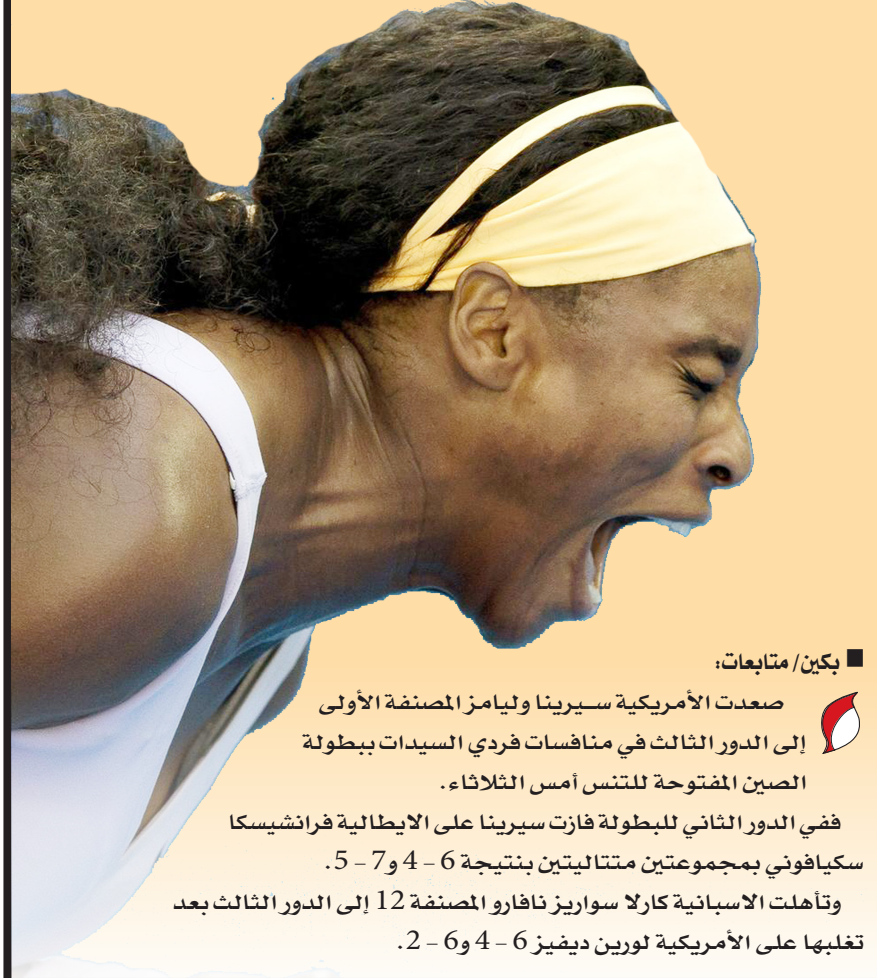 ■ بكين/ متابعات:
صعدت الأمريكية سيرينا وليامز المصنفة الأولى
إلى الدور الثالث في منافسات فردي السيدات ببطولة
الصين المفتوحة للتنس أمس الثلاثاء.
ففي الدور الثاني للبطولة فازت سيرينا على الايطالية فرانشيسكا
سكيافوني بمجموعتين متتاليتين بنتيجة 6 – 4 و7 – 5.
وتأهلت الاسبانية كارلا سواريز نافارو المصنفة 12 إلى الدور الثالث بعد
تغلبها على الأمريكية لورين ديفيز 6 – 4 و6 – 2.